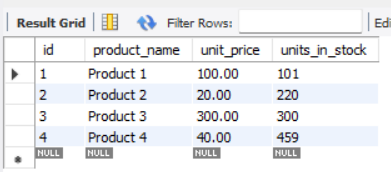 Result Grid Filter Rows: Edi
id product_name unit_price units_in_stock
1 Product 1 100.00 101
2 Product 2 20.00 220
3 Product 3 300.00 300
4 Product 4 40.00 459
NULL NULL NULL NULL